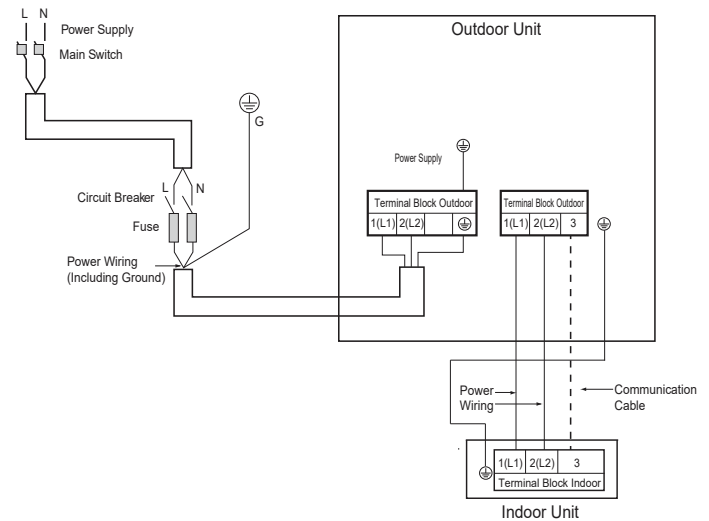 L N
Power Supply
Main Switch
Outdoor Unit
G
Power Supply
L N
Circuit Breaker
Fuse
Terminal Block Outdoor
1(L1) 2(L2)
Terminal Block Outdoor
1(L1) 2(L2) 3
Power Wiring
(Including Ground)
Power
Wiring
Communication
Cable
1(L1) 2(L2) 3
Terminal Block Indoor
Indoor Unit